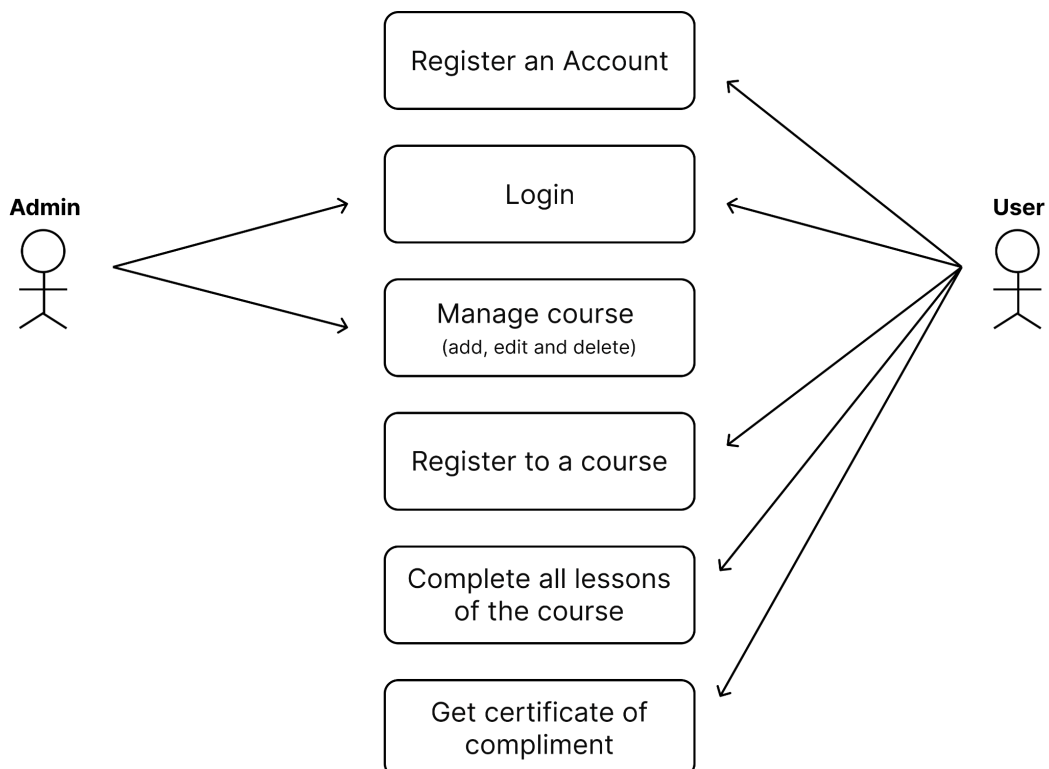 Register an Account
Login
Admin
User
Manage course
(add, edit and delete)
Register to a course
Complete all lessons
of the course
Get certificate of
compliment